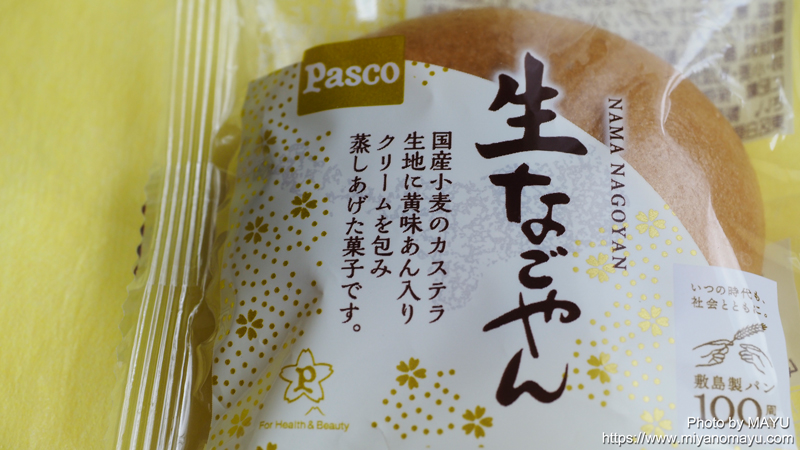 Pasco
生なごやん
NAMA NAGOYAN
国産小麦のカステラ
生地に黄味あん入り
クリームを包み
蒸しあげた菓子です。
P
For Health & Beauty
いつの時代も、
社会とともに。
敷島製パン
100周
Photo by MAYU
https://www.miyanomayu.com/